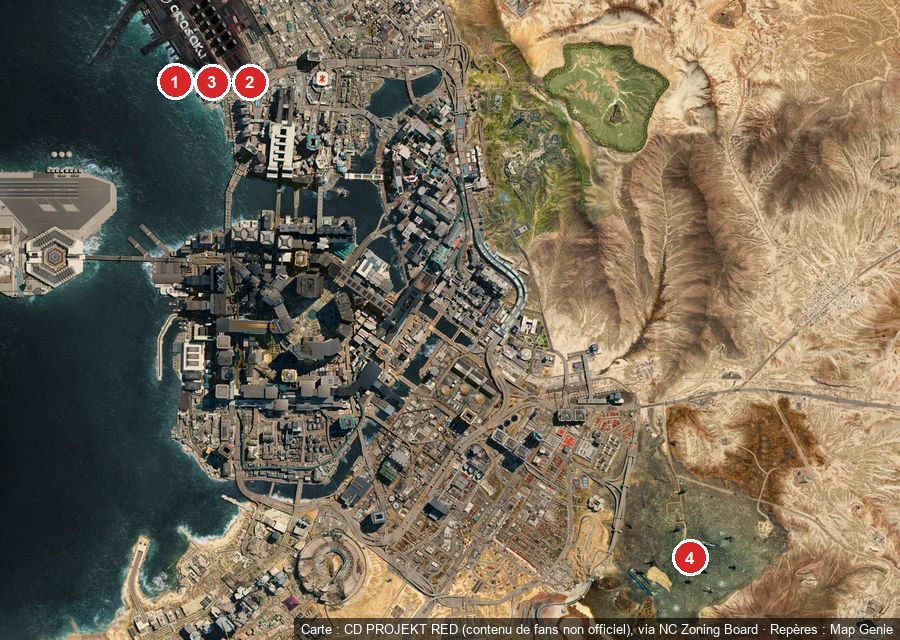 arasaka
1
3
2
4
Carte : CD PROJEKT RED (contenu de fans non officiel), via NC Zoning Board · Repères : Map Genie